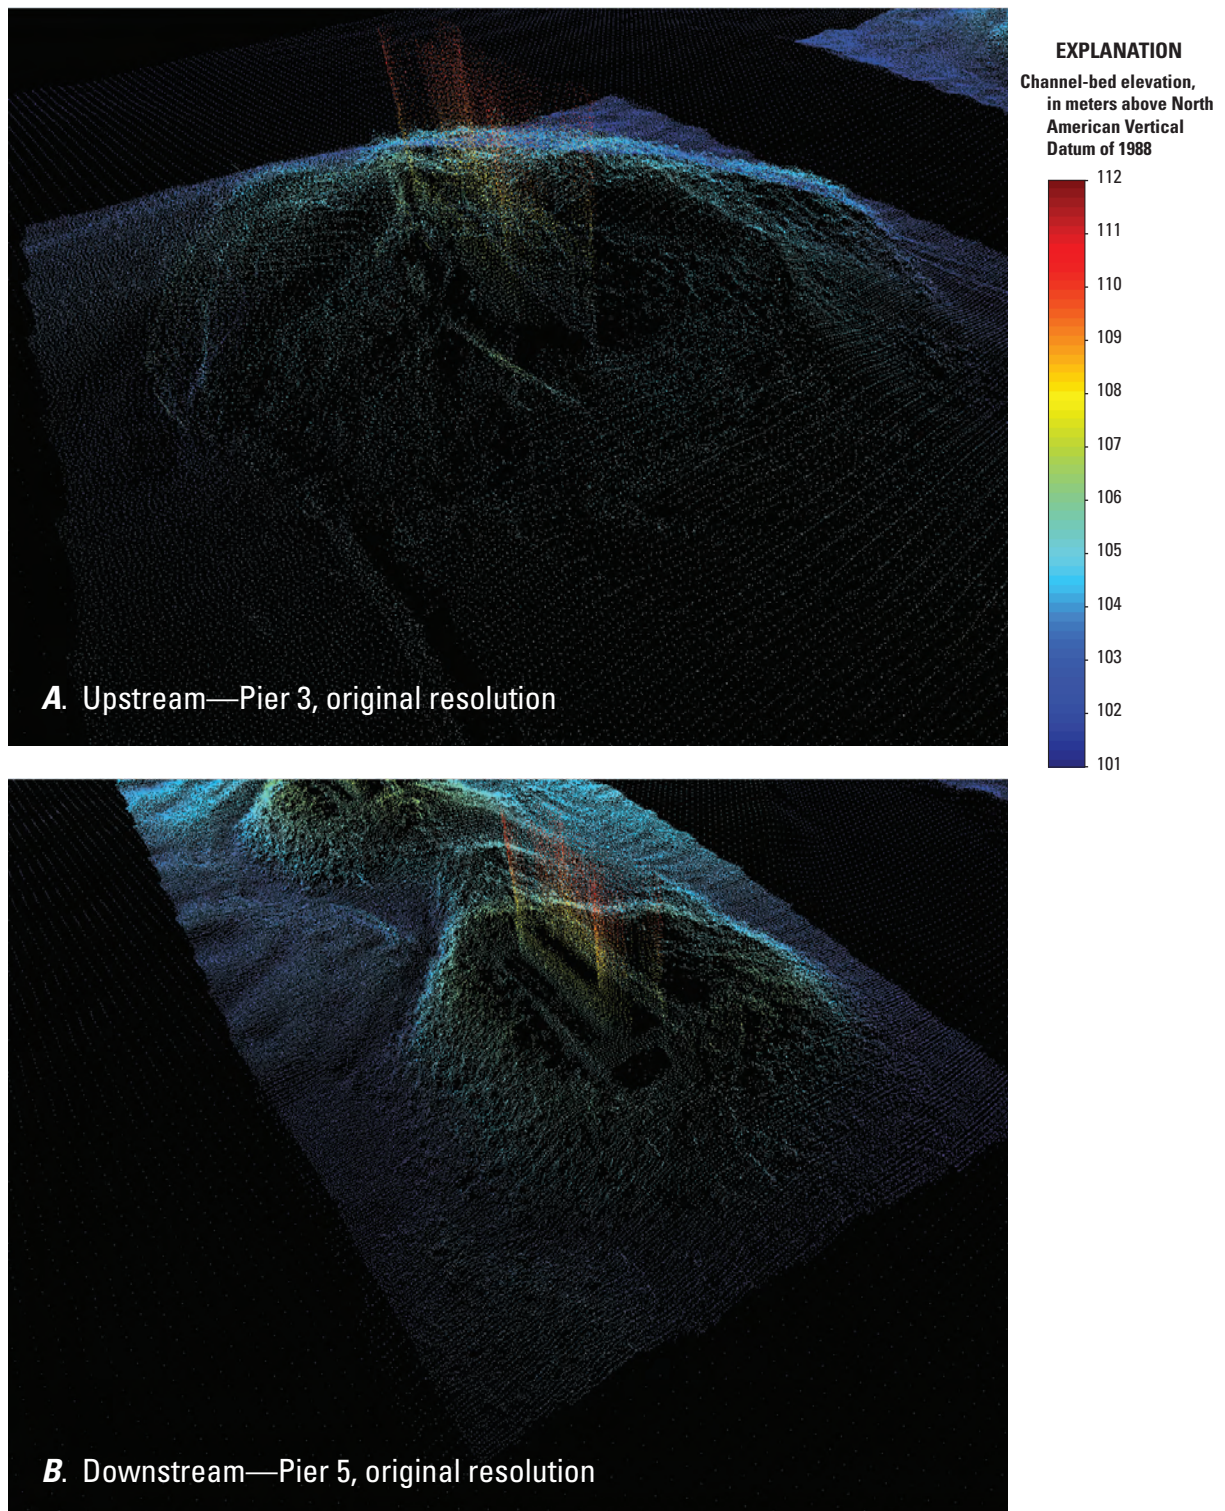 EXPLANATION
Channel-bed elevation,
in meters above North
American Vertical
Datum of 1988
112
111
110
109
108
107
106
105
104
103
102
101
A. Upstream—Pier 3, original resolution
B. Downstream—Pier 5, original resolution